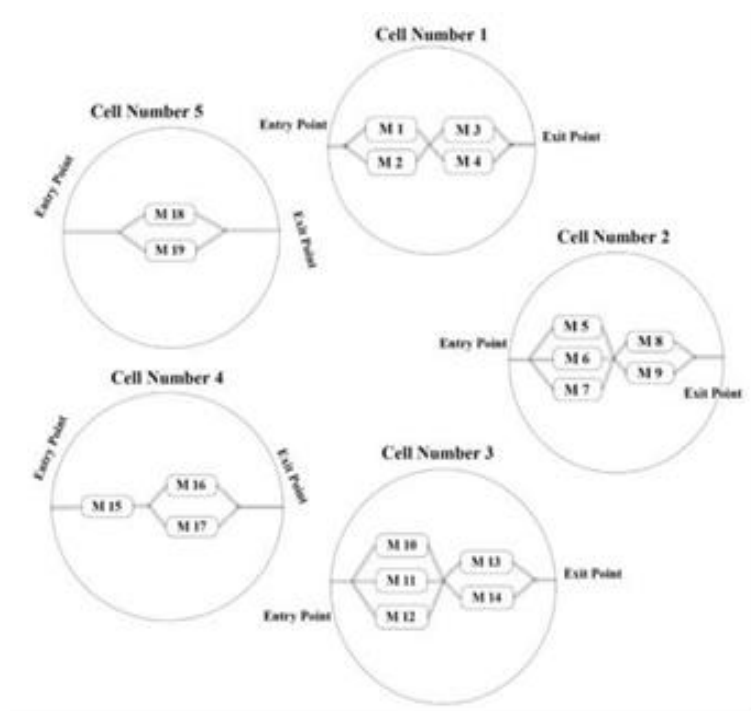 Cell Number 1
Entry Point
M 1
M 3
M 2
M 4
Exit Point
Cell Number 5
Entry Point
M 18
M 19
Exit Point
Cell Number 2
Entry Point
M 5
M 6
M 7
M 8
M 9
Exit Point
Cell Number 4
Entry Point
M 15
M 16
M 17
Exit Point
Cell Number 3
Entry Point
M 10
M 11
M 12
M 13
M 14
Exit Point